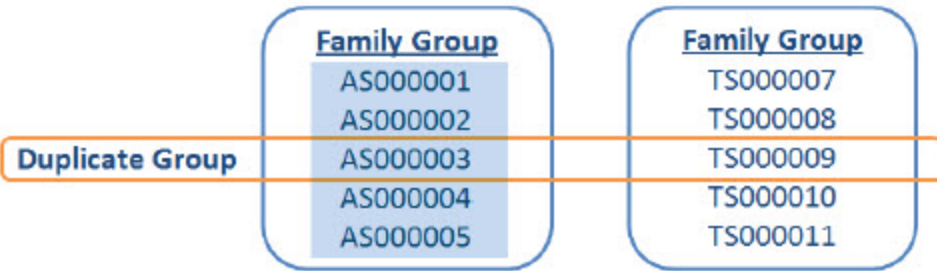 Family Group
AS000001
AS000002
AS000003
AS000004
AS000005
Family Group
TS000007
TS000008
TS000009
TS000010
TS000011
Duplicate Group